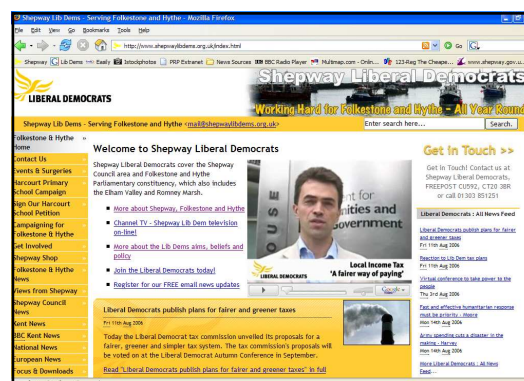 Shepway Lib Dems - Serving Folkestone and Hythe - Mozilla Firefox
File Edit View Go Bookmarks Tools Help
http://www.shepwaylibdems.org.uk/index.html
Go
Shepway Lib Dems Easily Istockphotos PRP Extranet News Sources BBC Radio Player Multimap.com - Onlin... 123-Reg The Cheape... www.shepway.gov.u...
LIBERAL DEMOCRATS
Shepway Liberal Democrats
Working Hard for Folkestone and Hythe - All Year Round
Shepway Lib Dems - Serving Folkestone and Hythe <mail@shepwaylibdems.org.uk>
Enter search here...
Search.
Folkestone & Hythe
Home
Contact Us
Events & Surgeries
Harcourt Primary
School Campaign
Sign Our Harcourt
School Petition
Campaigning for
Folkestone & Hythe
Get Involved
Shepway Shop
Folkestone & Hythe
News
Views from Shepway
Shepway Council
News
Kent News
BBC Kent News
National News
European News
Focus & Downloads
Welcome to Shepway Liberal Democrats
Shepway Liberal Democrats cover the Shepway
Council area and Folkestone and Hythe
Parliamentary constituency, which also includes
the Elham Valley and Romney Marsh.
More about Shepway, Folkestone and Hythe
Channel TV - Shepway Lib Dem television
on-line!
More about the Lib Dems aims, beliefs and
policy
Join the Liberal Democrats today!
Register for our FREE email news updates
OUSE
ent for
nities and
overnment
LIBERAL DEMOCRATS
Local Income Tax
'A fairer way of paying'
Google
Liberal Democrats publish plans for fairer and greener taxes
Fri 11th Aug 2006
Today the Liberal Democrat tax commission unveiled its proposals for a
fairer, greener and simpler tax system. The tax commission's proposals will
be voted on at the Liberal Democrat Autumn Conference in September.
Read "Liberal Democrats publish plans for fairer and greener taxes" in full
Get in Touch >>
Get in Touch! Contact us at
Shepway Liberal Democrats,
FREEPOST CU592, CT20 3BR
or call 01303 851251
Liberal Democrats : All News Feed
Liberal Democrats publish plans for fairer
and greener taxes
Fri 11th Aug 2006
Reaction to Lib Dem tax plans
Fri 11th Aug 2006
Virtual conference to take power to the
people
Thu 3rd Aug 2006
Fast and effective humanitarian response
must be priority - Moore
Mon 14th Aug 2006
Army spending cuts a disaster in the
making - Harvey
Mon 14th Aug 2006
More Liberal Democrats : All News
Feed...